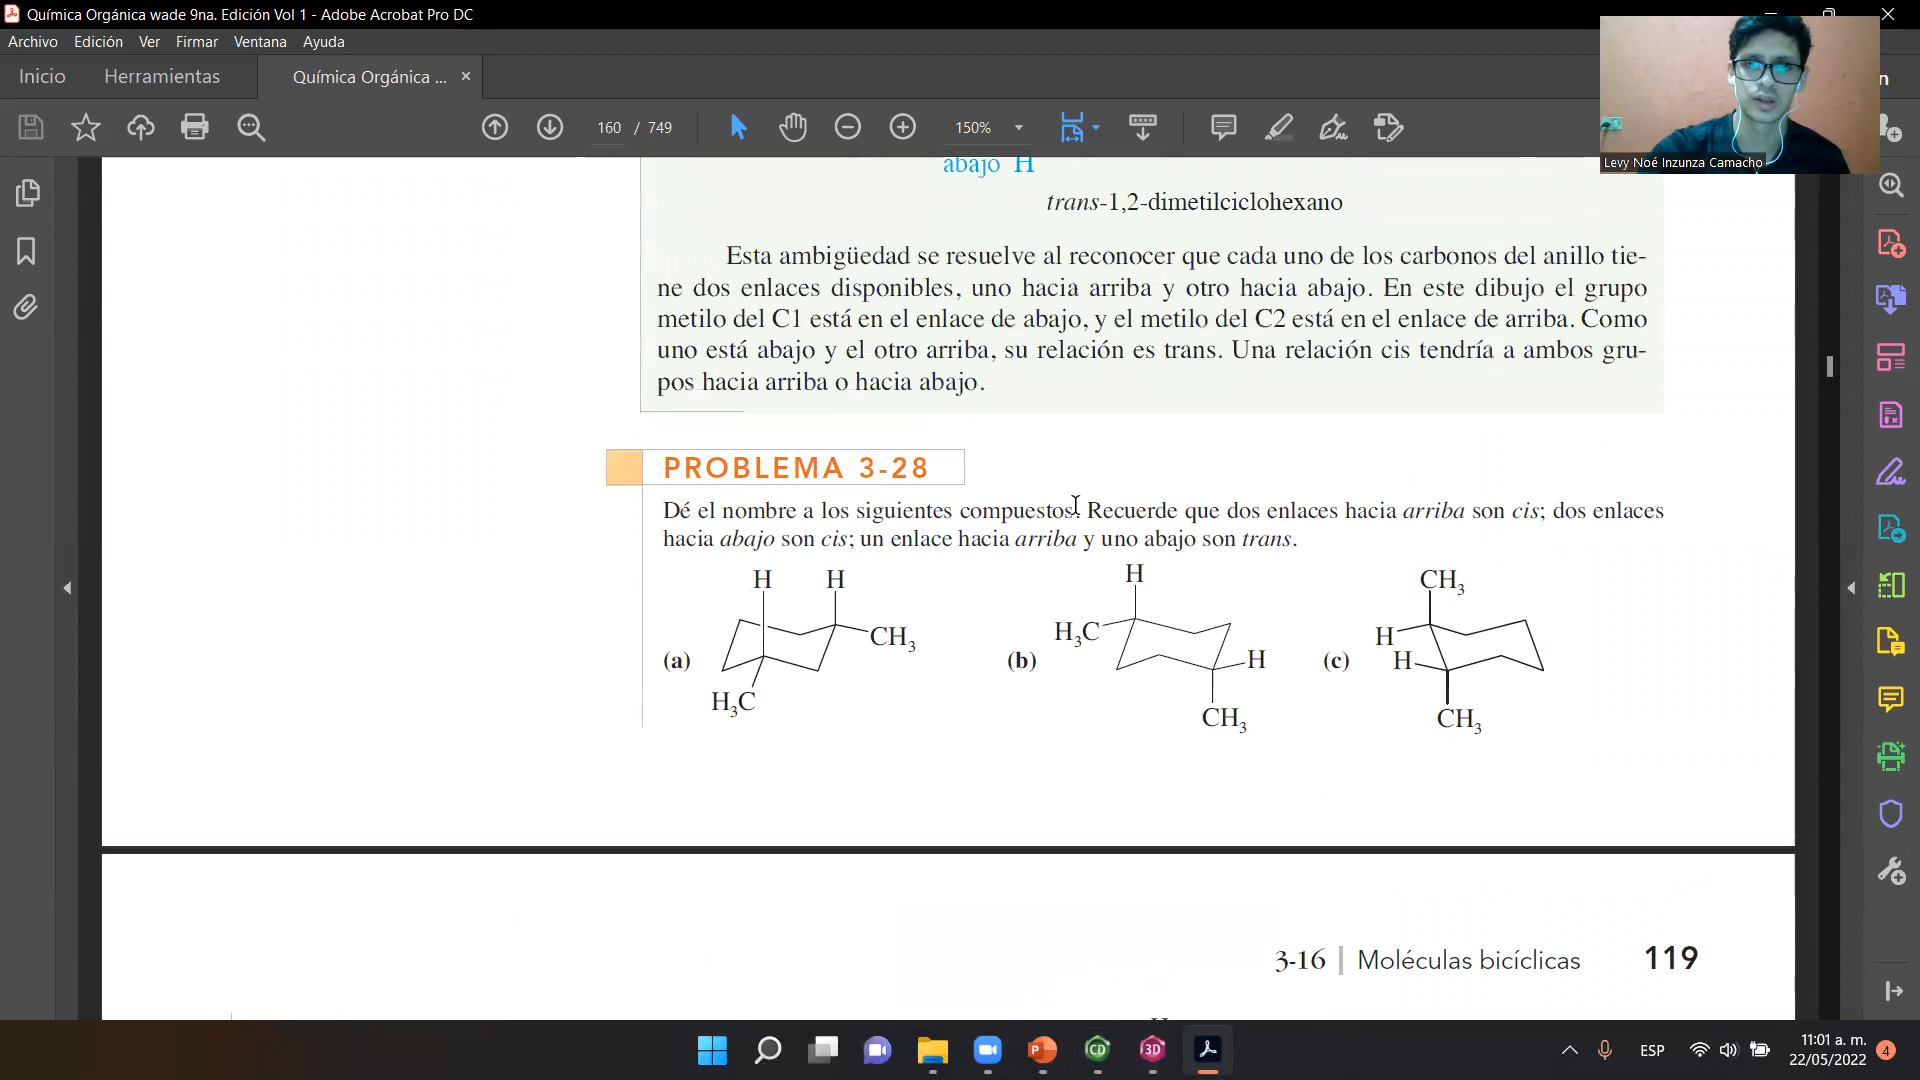 Química Orgánica wade 9na. Edición Vol 1 - Adobe Acrobat Pro DC
Archivo Edición Ver Firmar Ventana Ayuda
Inicio Herramientas Química Orgánica ... ×
160 / 749 150%
Levy Noé Inzunza Camacho
abajo H
trans-1,2-dimetilciclohexano
Esta ambigüedad se resuelve al reconocer que cada uno de los carbonos del anillo tie-
ne dos enlaces disponibles, uno hacia arriba y otro hacia abajo. En este dibujo el grupo
metilo del C1 está en el enlace de abajo, y el metilo del C2 está en el enlace de arriba. Como
uno está abajo y el otro arriba, su relación es trans. Una relación cis tendría a ambos gru-
pos hacia arriba o hacia abajo.
PROBLEMA 3-28
Dé el nombre a los siguientes compuestos. Recuerde que dos enlaces hacia arriba son cis; dos enlaces
hacia abajo son cis; un enlace hacia arriba y uno abajo son trans.
(a) H H CH3 H3C
(b) H H3C H CH3
(c) CH3 H H CH3
3-16 | Moléculas bicíclicas 119
ESP
11:01 a. m.
22/05/2022
4